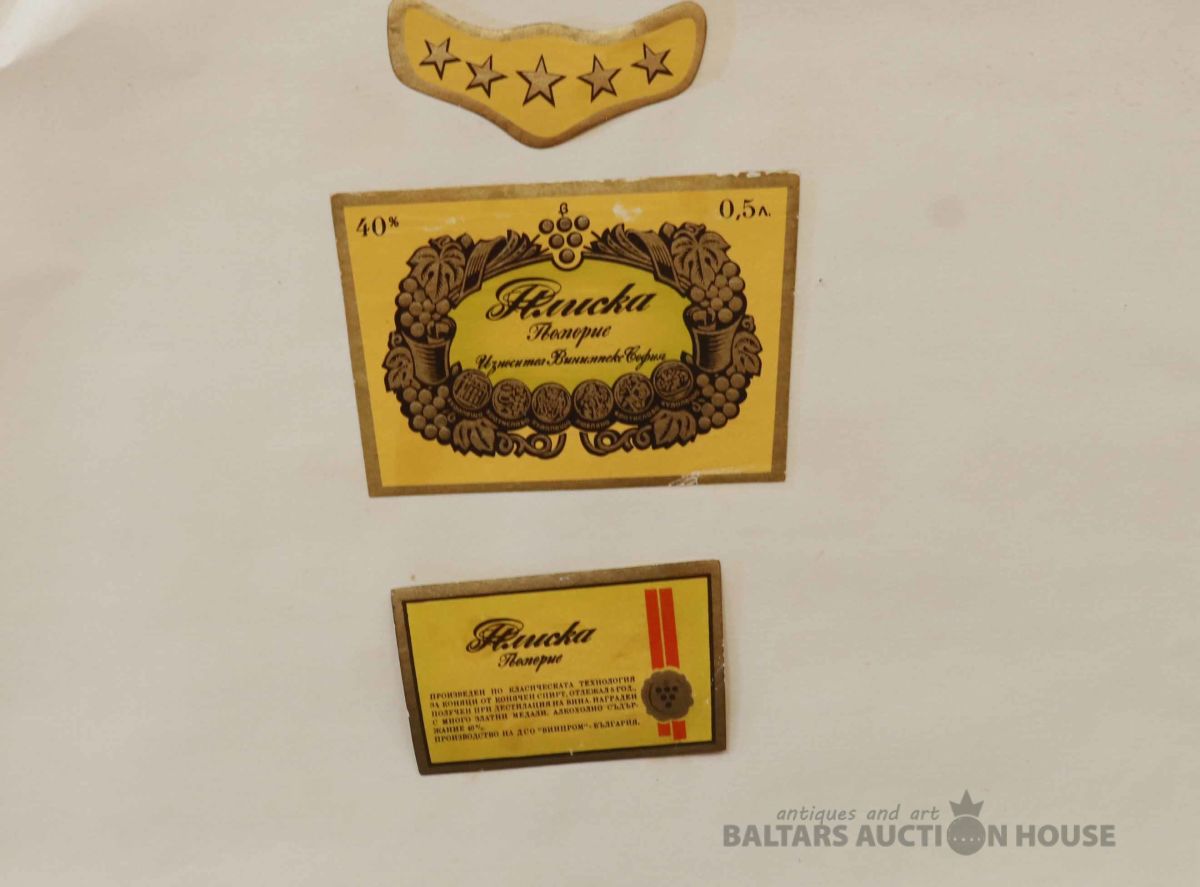 40%
0,5 л.
Плиска
Поморие
Износител Винимпекс София
Плиска
Поморие
ПРОИЗВЕДЕН ПО КЛАСИЧЕСКАТА ТЕХНОЛОГИЯ
ЗА КОНЯЦИ ОТ КОНЯЧЕН СПИРТ, ОТЛЕЖАЛ 5 ГОД.,
ПОЛУЧЕН ПРИ ДЕСТИЛАЦИЯ НА ВИНА. НАГРАДЕН
С МНОГО ЗЛАТНИ МЕДАЛИ. АЛКОХОЛНО СЪДЪР-
ЖАНИЕ 40%.
ПРОИЗВОДСТВО НА ДСО "ВИНПРОМ" - БЪЛГАРИЯ.
antiques and art
BALTARS AUCTION HOUSE